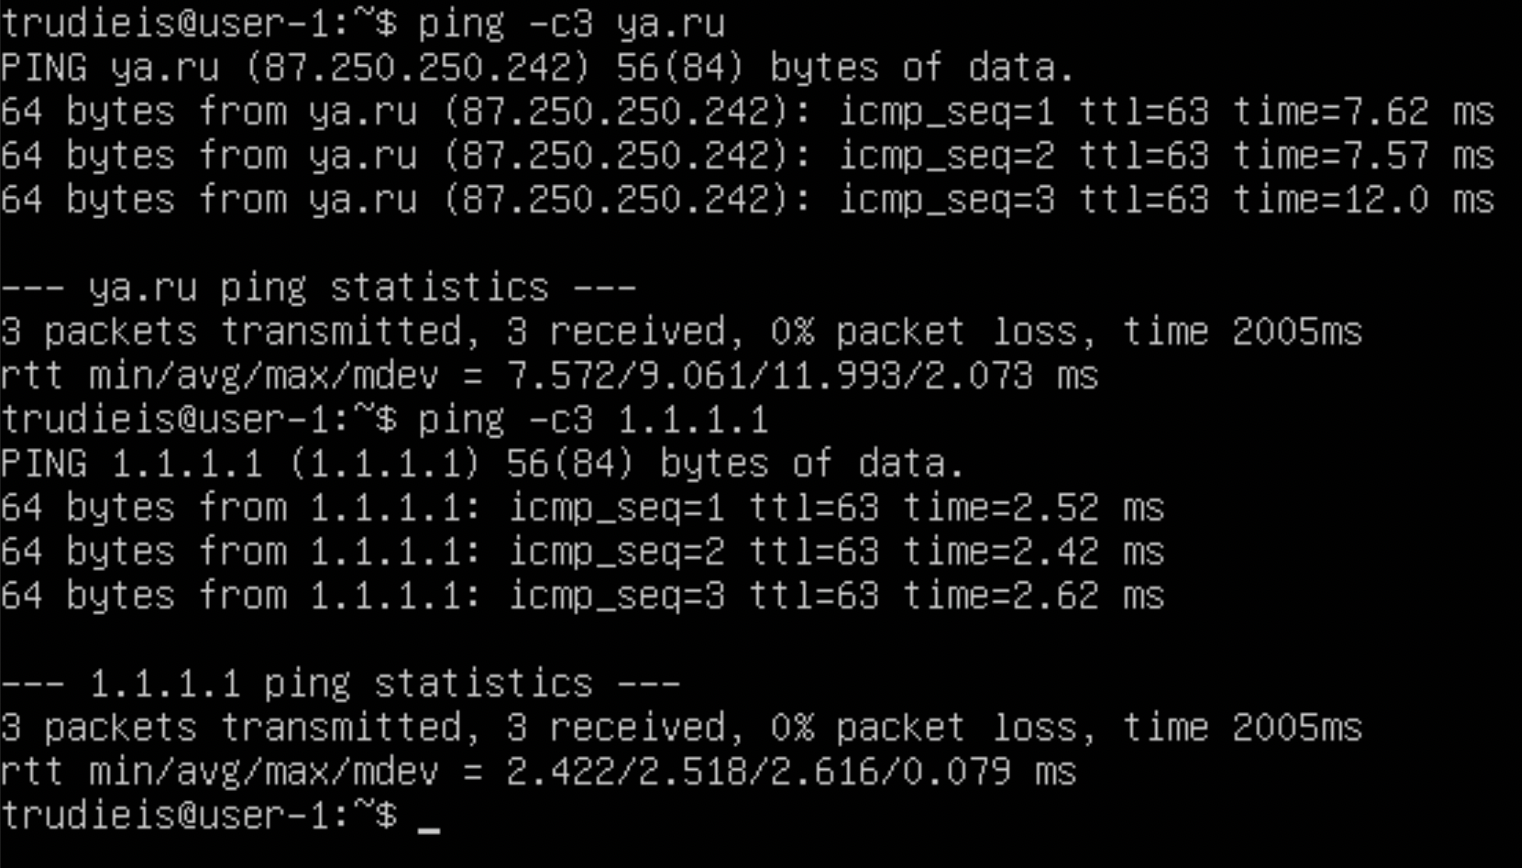 trudieis@user-1:~$ ping -c3 ya.ru
PING ya.ru (87.250.250.242) 56(84) bytes of data.
64 bytes from ya.ru (87.250.250.242): icmp_seq=1 ttl=63 time=7.62 ms
64 bytes from ya.ru (87.250.250.242): icmp_seq=2 ttl=63 time=7.57 ms
64 bytes from ya.ru (87.250.250.242): icmp_seq=3 ttl=63 time=12.0 ms

--- ya.ru ping statistics ---
3 packets transmitted, 3 received, 0% packet loss, time 2005ms
rtt min/avg/max/mdev = 7.572/9.061/11.993/2.073 ms
trudieis@user-1:~$ ping -c3 1.1.1.1
PING 1.1.1.1 (1.1.1.1) 56(84) bytes of data.
64 bytes from 1.1.1.1: icmp_seq=1 ttl=63 time=2.52 ms
64 bytes from 1.1.1.1: icmp_seq=2 ttl=63 time=2.42 ms
64 bytes from 1.1.1.1: icmp_seq=3 ttl=63 time=2.62 ms

--- 1.1.1.1 ping statistics ---
3 packets transmitted, 3 received, 0% packet loss, time 2005ms
rtt min/avg/max/mdev = 2.422/2.518/2.616/0.079 ms
trudieis@user-1:~$ _